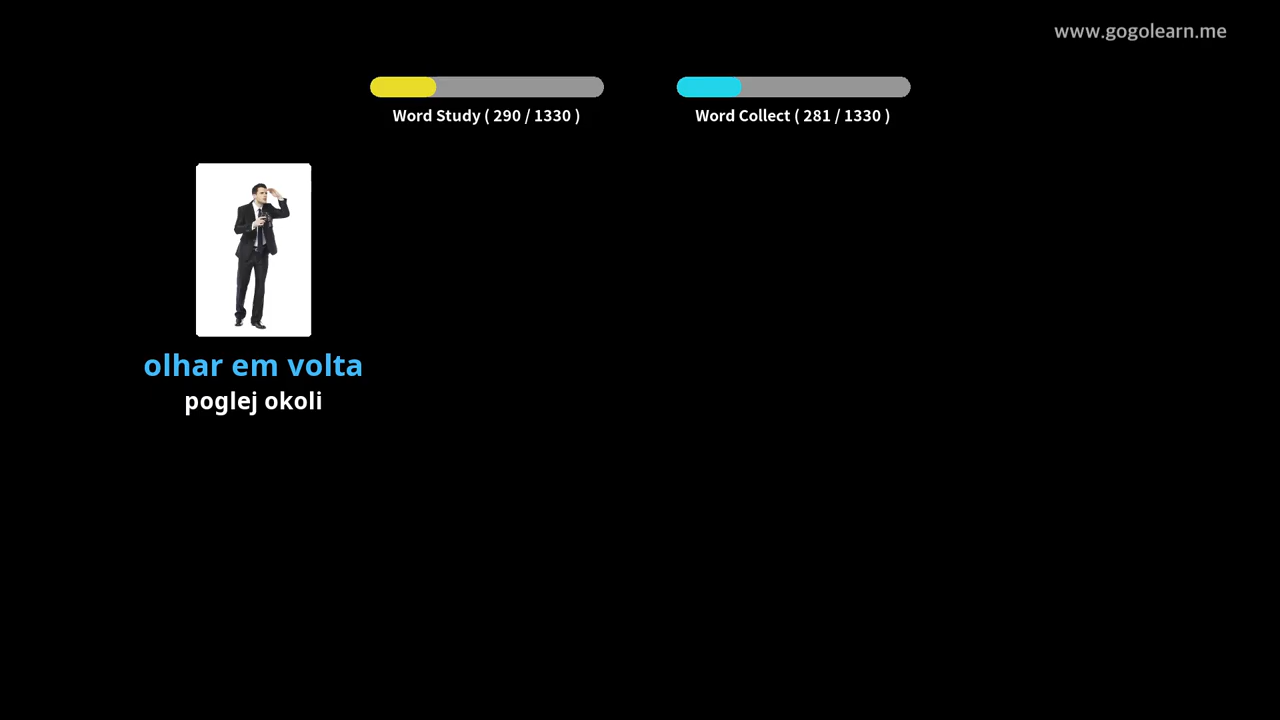 www.gogolearn.me
Word Study ( 290 / 1330 )
Word Collect ( 281 / 1330 )
olhar em volta
poglej okoli